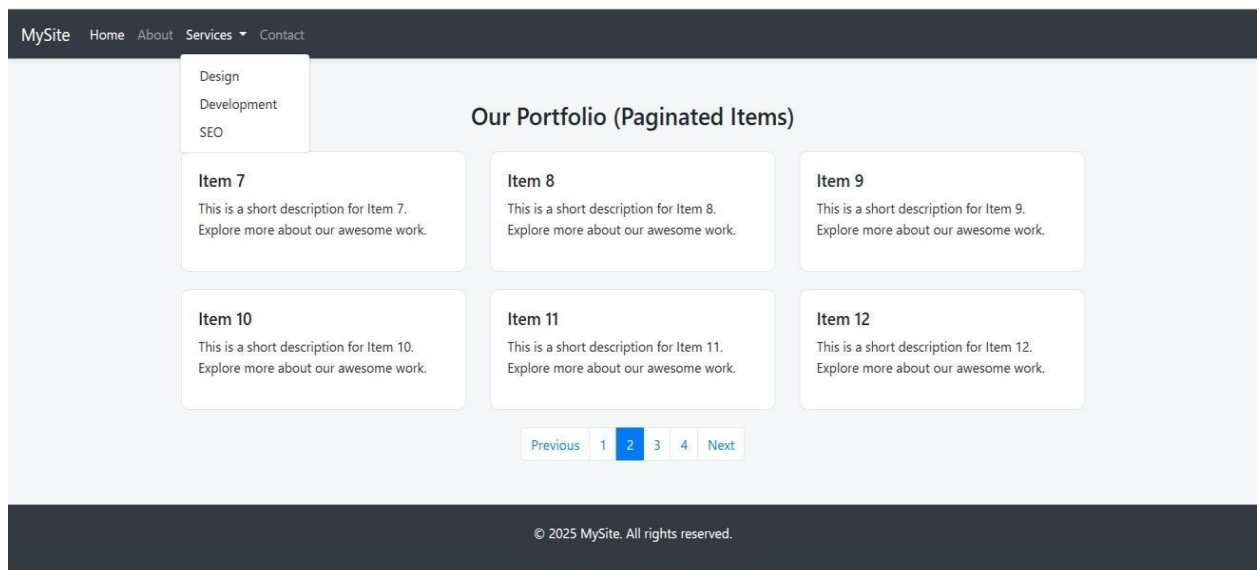 MySite Home About Services Contact
Design
Development
SEO
Our Portfolio (Paginated Items)
Item 7
This is a short description for Item 7.
Explore more about our awesome work.
Item 8
This is a short description for Item 8.
Explore more about our awesome work.
Item 9
This is a short description for Item 9.
Explore more about our awesome work.
Item 10
This is a short description for Item 10.
Explore more about our awesome work.
Item 11
This is a short description for Item 11.
Explore more about our awesome work.
Item 12
This is a short description for Item 12.
Explore more about our awesome work.
Previous 1 2 3 4 Next
© 2025 MySite. All rights reserved.